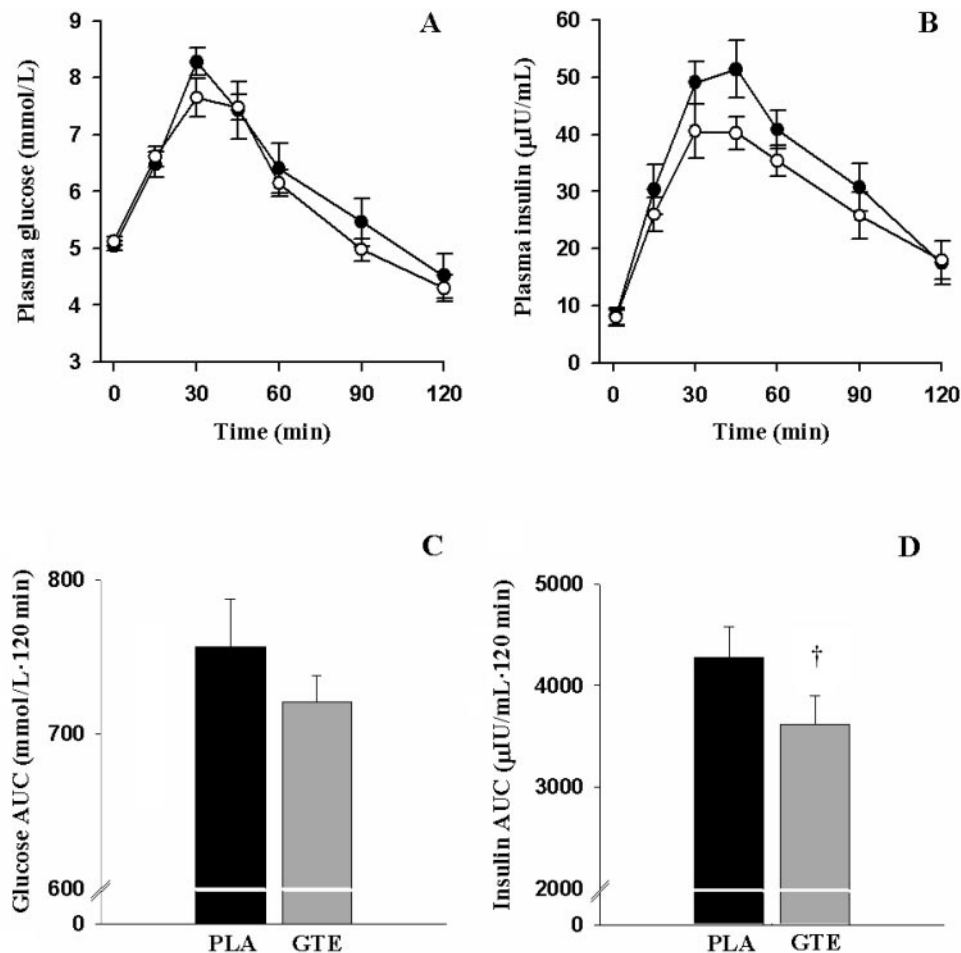 A
9
8
7
6
5
4
3
Plasma glucose (mmol/L)
0 30 60 90 120
Time (min)
B
60
50
40
30
20
10
0
Plasma insulin (µIU/mL)
0 30 60 90 120
Time (min)
C
800
700
600
0
Glucose AUC (mmol/L·120 min)
PLA GTE
D
5000
4000
3000
2000
0
Insulin AUC (µIU/mL·120 min)
†
PLA GTE